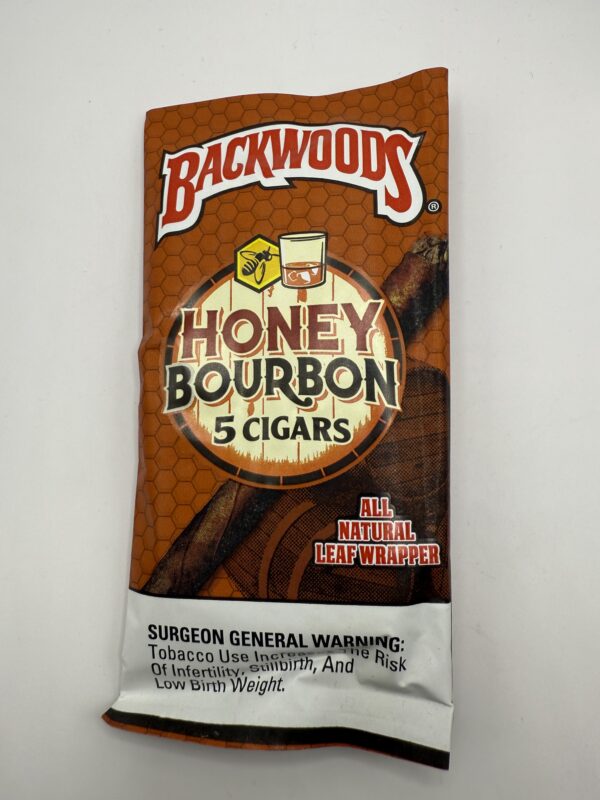 BACKWOODS®
HONEY
BOURBON
5 CIGARS
ALL
NATURAL
LEAF WRAPPER
SURGEON GENERAL WARNING:
Tobacco Use The Risk
Of Infertility, Stillbirth, And
Low Birth Weight.